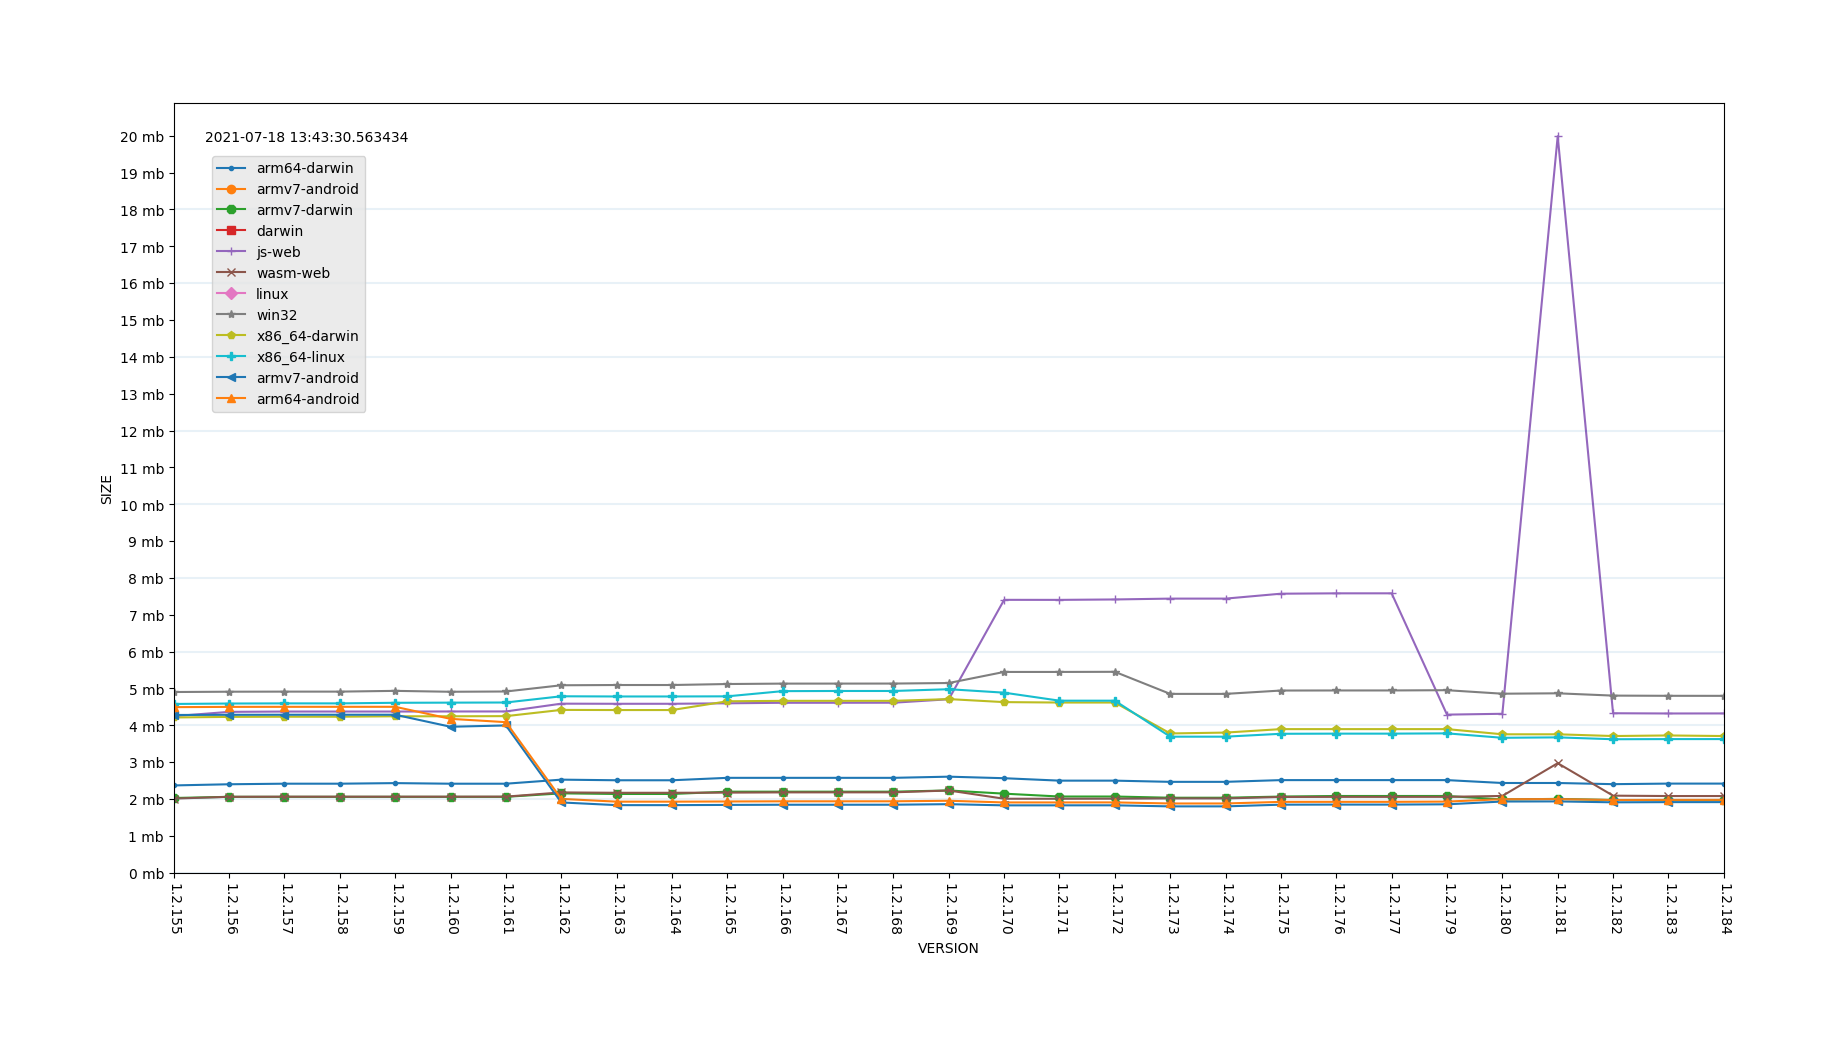 2021-07-18 13:43:30.563434
arm64-darwin
armv7-android
armv7-darwin
darwin
js-web
wasm-web
linux
win32
x86_64-darwin
x86_64-linux
armv7-android
arm64-android
20 mb
19 mb
18 mb
17 mb
16 mb
15 mb
14 mb
13 mb
12 mb
11 mb
10 mb
9 mb
8 mb
7 mb
6 mb
5 mb
4 mb
3 mb
2 mb
1 mb
0 mb
SIZE
1.2.155
1.2.156
1.2.157
1.2.158
1.2.159
1.2.160
1.2.161
1.2.162
1.2.163
1.2.164
1.2.165
1.2.166
1.2.167
1.2.168
1.2.169
1.2.170
1.2.171
1.2.172
1.2.173
1.2.174
1.2.175
1.2.176
1.2.177
1.2.179
1.2.180
1.2.181
1.2.182
1.2.183
1.2.184
VERSION